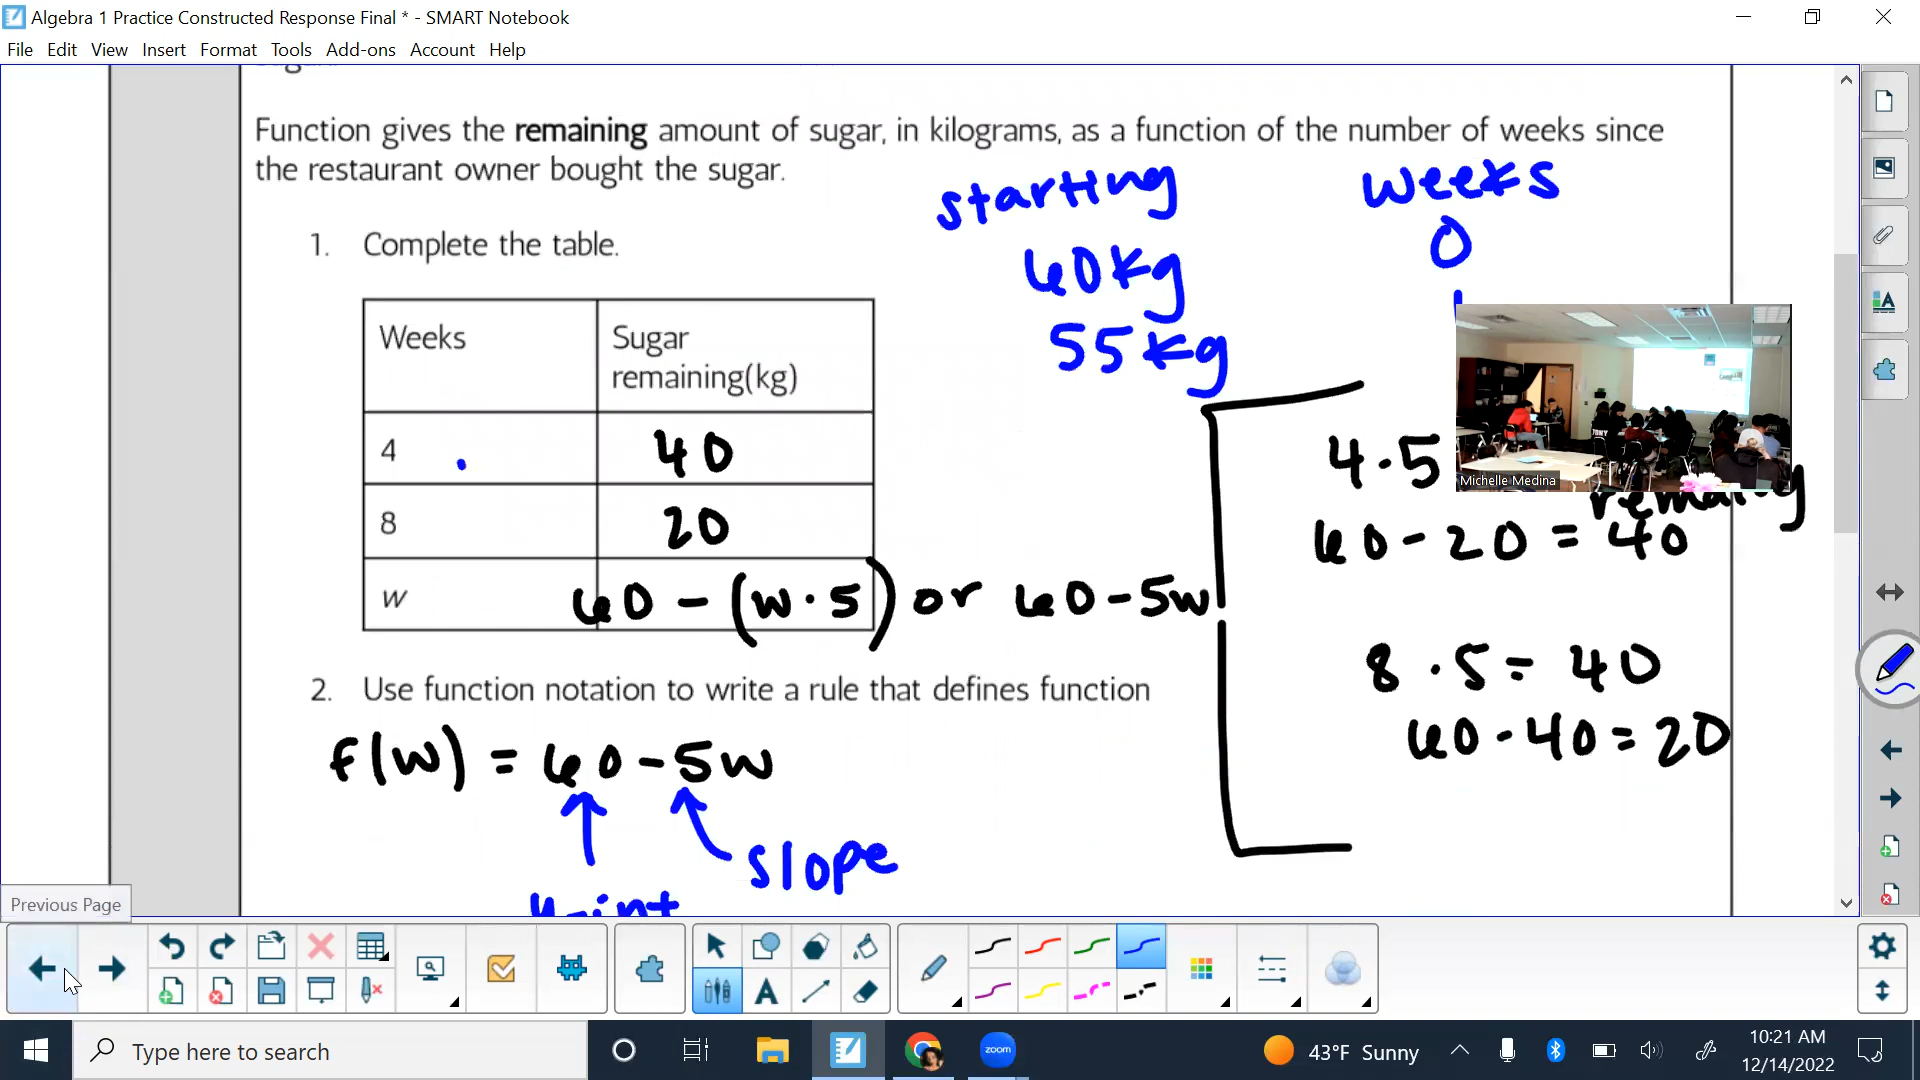 Algebra 1 Practice Constructed Response Final * - SMART Notebook
File Edit View Insert Format Tools Add-ons Account Help
Function gives the remaining amount of sugar, in kilograms, as a function of the number of weeks since
the restaurant owner bought the sugar.
starting weeks
60kg 0
55kg
1. Complete the table.
Weeks Sugar remaining(kg)
4 40
8 20
w 60 - (w · 5) or 60 - 5w
4 · 5
remaining
60 - 20 = 40
8 · 5 = 40
60 - 40 = 20
Michelle Medina
2. Use function notation to write a rule that defines function
f(w) = 60 - 5w
slope
y-int
Previous Page
Type here to search
zoom
43°F Sunny
10:21 AM
12/14/2022